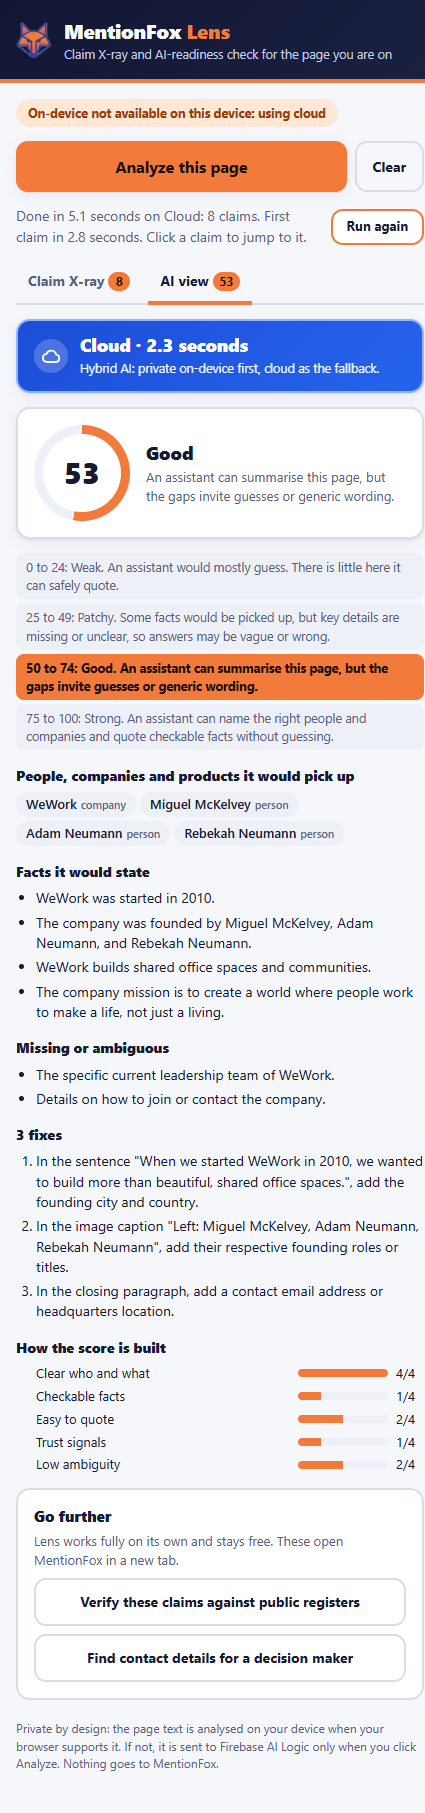 MentionFox Lens
Claim X-ray and AI-readiness check for the page you are on
On-device not available on this device: using cloud
Analyze this page
Clear
Done in 5.1 seconds on Cloud: 8 claims. First
claim in 2.8 seconds. Click a claim to jump to it.
Run again
Claim X-ray 8
AI view 53
Cloud · 2.3 seconds
Hybrid AI: private on-device first, cloud as the fallback.
53
Good
An assistant can summarise this page, but
the gaps invite guesses or generic wording.
0 to 24: Weak. An assistant would mostly guess. There is little here it
can safely quote.
25 to 49: Patchy. Some facts would be picked up, but key details are
missing or unclear, so answers may be vague or wrong.
50 to 74: Good. An assistant can summarise this page, but the
gaps invite guesses or generic wording.
75 to 100: Strong. An assistant can name the right people and
companies and quote checkable facts without guessing.
People, companies and products it would pick up
WeWork company
Miguel McKelvey person
Adam Neumann person
Rebekah Neumann person
Facts it would state
• WeWork was started in 2010.
• The company was founded by Miguel McKelvey, Adam
Neumann, and Rebekah Neumann.
• WeWork builds shared office spaces and communities.
• The company mission is to create a world where people work
to make a life, not just a living.
Missing or ambiguous
• The specific current leadership team of WeWork.
• Details on how to join or contact the company.
3 fixes
1. In the sentence "When we started WeWork in 2010, we wanted
to build more than beautiful, shared office spaces.", add the
founding city and country.
2. In the image caption "Left: Miguel McKelvey, Adam Neumann,
Rebekah Neumann", add their respective founding roles or
titles.
3. In the closing paragraph, add a contact email address or
headquarters location.
How the score is built
Clear who and what 4/4
Checkable facts 1/4
Easy to quote 2/4
Trust signals 1/4
Low ambiguity 2/4
Go further
Lens works fully on its own and stays free. These open
MentionFox in a new tab.
Verify these claims against public registers
Find contact details for a decision maker
Private by design: the page text is analysed on your device when your
browser supports it. If not, it is sent to Firebase AI Logic only when you click
Analyze. Nothing goes to MentionFox.